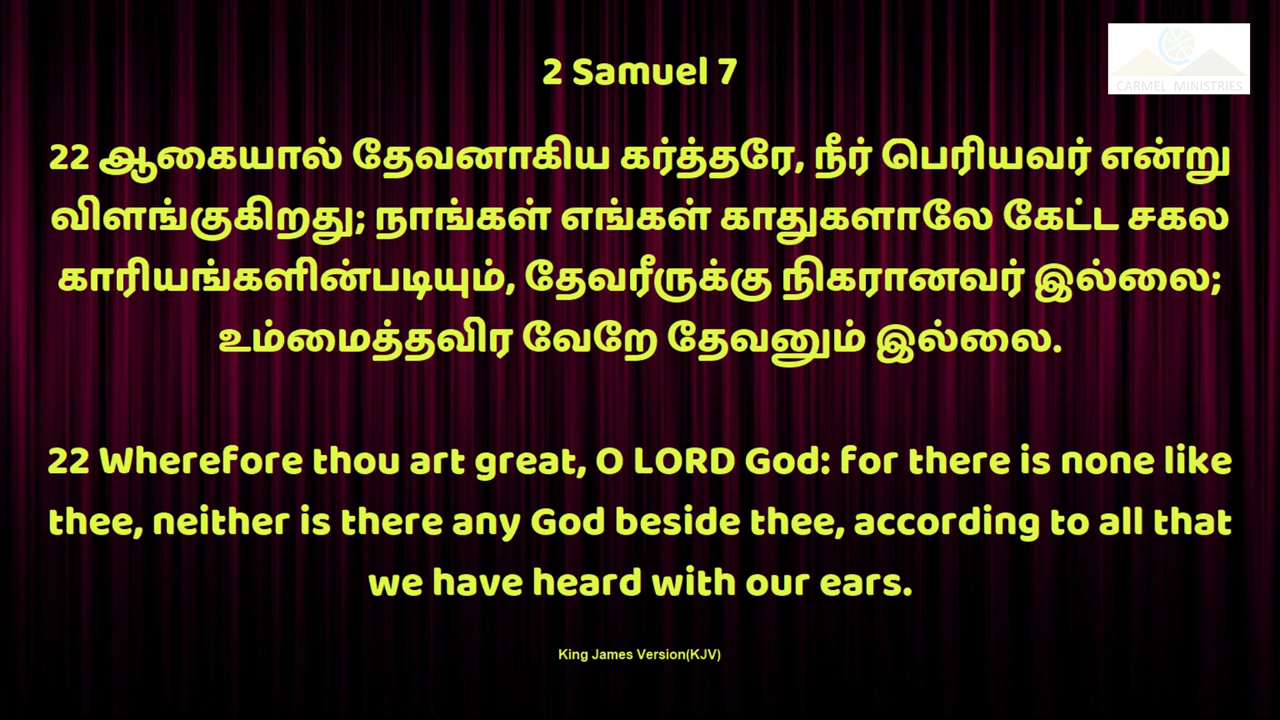 CARMEL MINISTRIES
2 Samuel 7
22 ஆகையால் தேவனாகிய கர்த்தரே, நீர் பெரியவர் என்று
விளங்குகிறது; நாங்கள் எங்கள் காதுகளாலே கேட்ட சகல
காரியங்களின்படியும், தேவரீருக்கு நிகரானவர் இல்லை;
உம்மைத்தவிர வேறே தேவனும் இல்லை.
22 Wherefore thou art great, O LORD God: for there is none like
thee, neither is there any God beside thee, according to all that
we have heard with our ears.
King James Version(KJV)